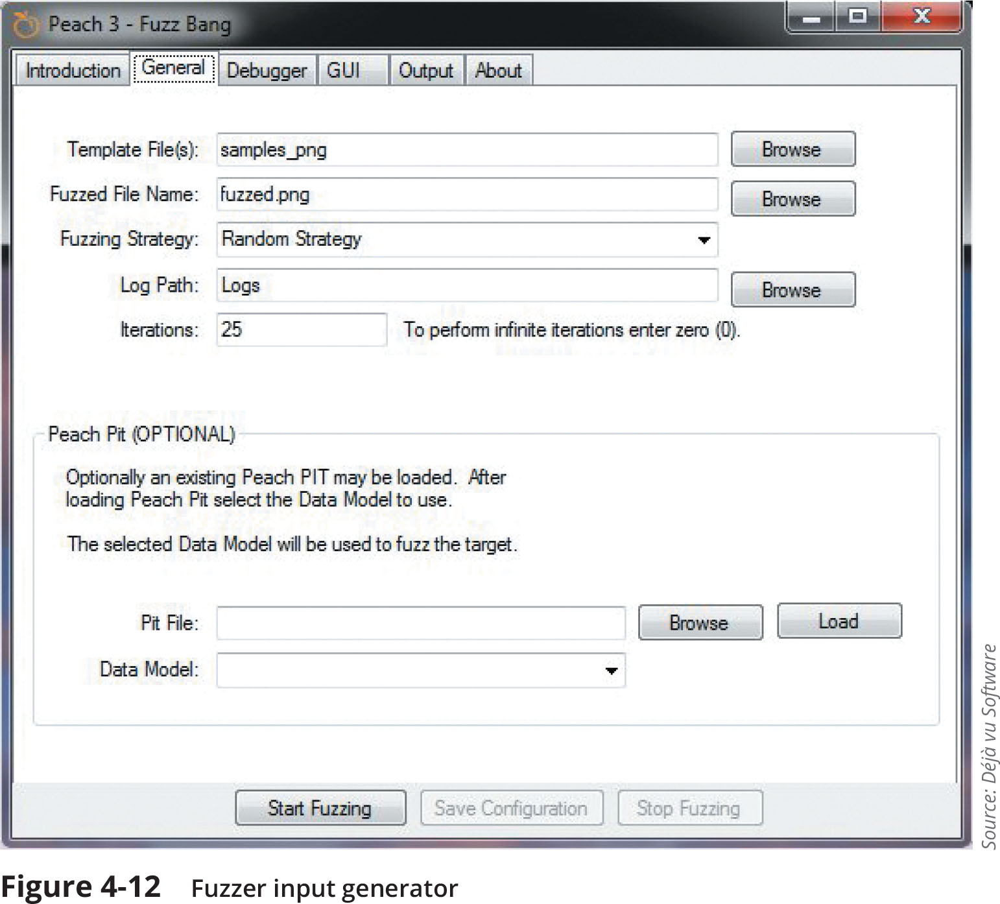 Peach 3 - Fuzz Bang
Introduction General Debugger GUI Output About
Template File(s): samples_png Browse
Fuzzed File Name: fuzzed.png Browse
Fuzzing Strategy: Random Strategy
Log Path: Logs Browse
Iterations: 25 To perform infinite iterations enter zero (0).
Peach Pit (OPTIONAL)
Optionally an existing Peach PIT may be loaded. After
loading Peach Pit select the Data Model to use.
The selected Data Model will be used to fuzz the target.
Pit File: Browse Load
Data Model:
Start Fuzzing Save Configuration Stop Fuzzing
Source: Déjà vu Software
Figure 4-12 Fuzzer input generator